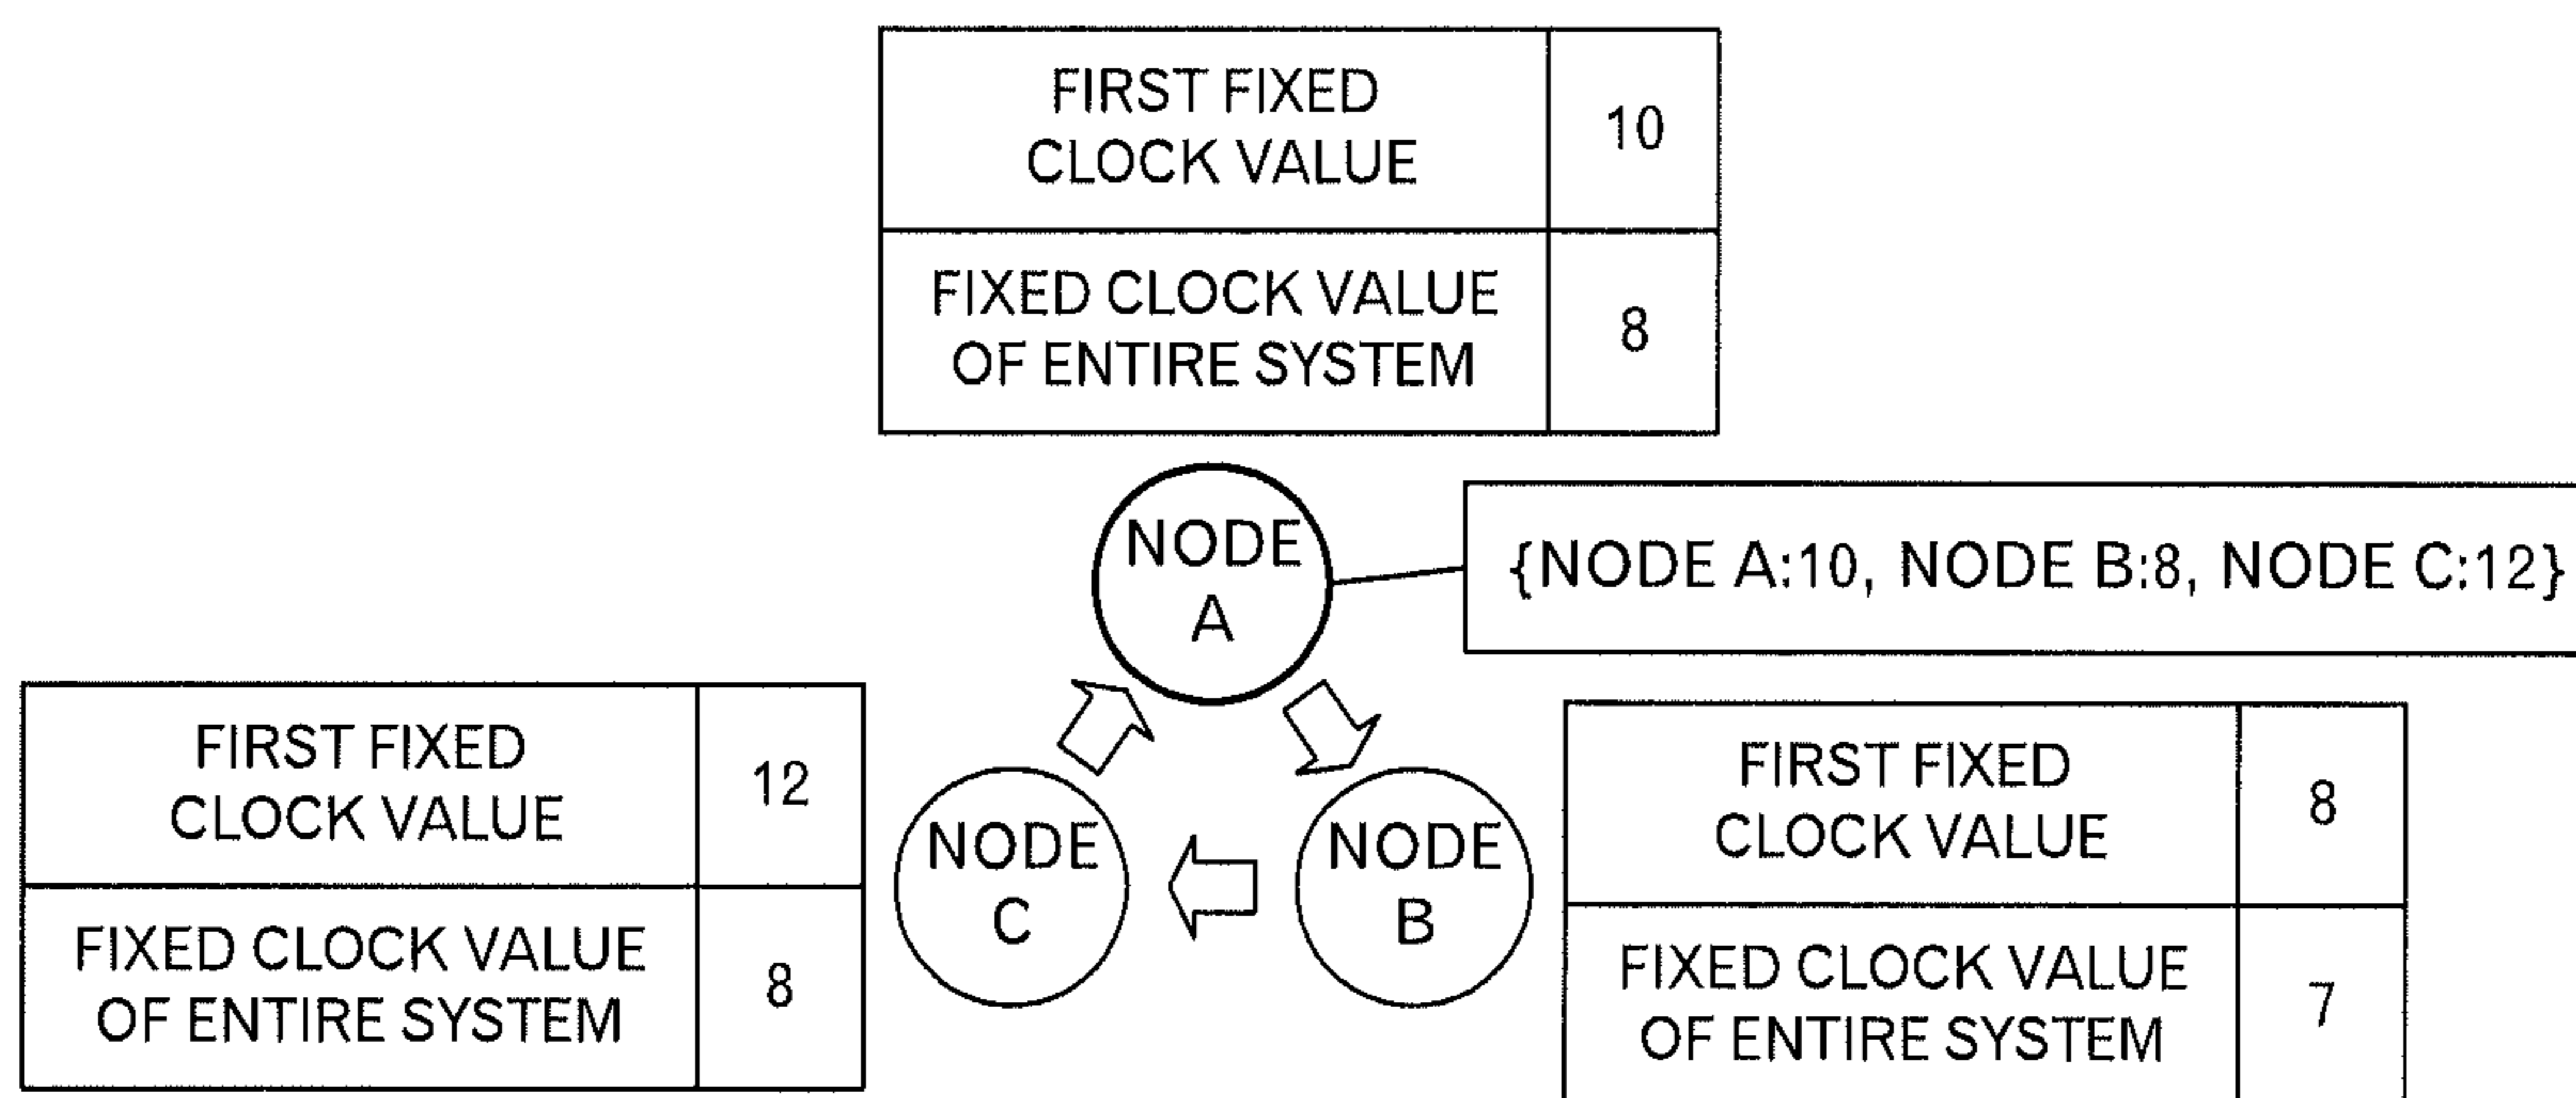 FIRST FIXED
CLOCK VALUE
10
FIXED CLOCK VALUE
OF ENTIRE SYSTEM
8
NODE
A
{NODE A:10, NODE B:8, NODE C:12}
FIRST FIXED
CLOCK VALUE
12
FIXED CLOCK VALUE
OF ENTIRE SYSTEM
8
NODE
C
NODE
B
FIRST FIXED
CLOCK VALUE
8
FIXED CLOCK VALUE
OF ENTIRE SYSTEM
7